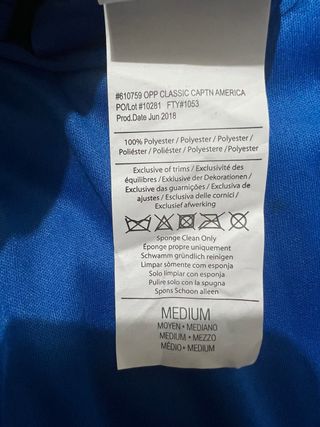 #610759 OPP CLASSIC CAPTN AMERICA
PO/Lot #10281 FTY#1053
Prod.Date Jun 2018
100% Polyester / Polyester / Polyester /
Poliéster / Poliéster / Polyestere / Polyester
Exclusive of trims / Exclusivité des
équilibres / Exklusive der Dekorationen /
Exclusive das guarnições / Exclusiva de
ajustes / Esclusiva delle cornici /
Exclusief afwerking
Sponge Clean Only
Éponge propre uniquement
Schwamm gründlich reinigen
Limpar sômente com esponja
Solo limpiar con esponja
Pulire solo con la spugna
Spons Schoon alleen
MEDIUM
MOYEN • MEDIANO
MEDIUM • MEZZO
MÉDIO • MEDIUM